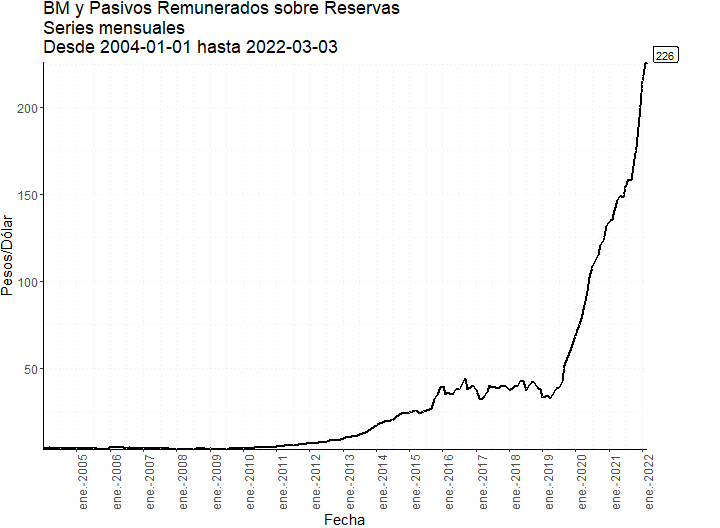 BM y Pasivos Remunerados sobre Reservas
Series mensuales
Desde 2004-01-01 hasta 2022-03-03
226
200
150
100
50
Pesos/Dólar
ene.-2005
ene.-2006
ene.-2007
ene.-2008
ene.-2009
ene.-2010
ene.-2011
ene.-2012
ene.-2013
ene.-2014
ene.-2015
ene.-2016
ene.-2017
ene.-2018
ene.-2019
ene.-2020
ene.-2021
ene.-2022
Fecha